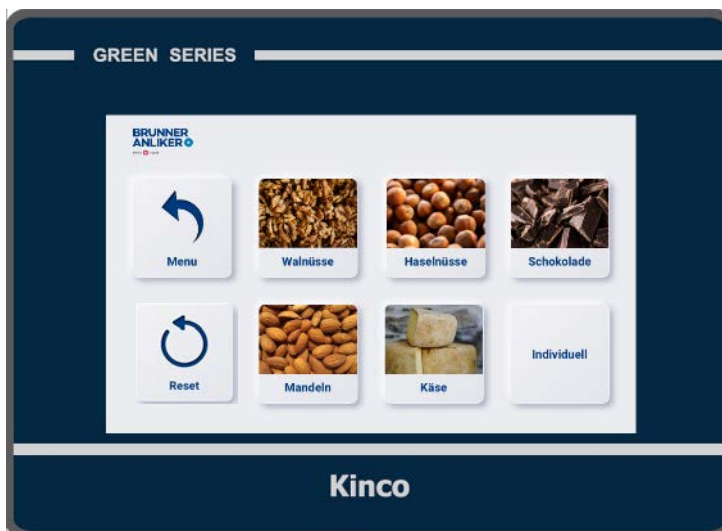 GREEN SERIES
BRUNNER
ANLIKER
Menu
Walnüsse
Haselnüsse
Schokolade
Reset
Mandeln
Käse
Individuell
Kinco